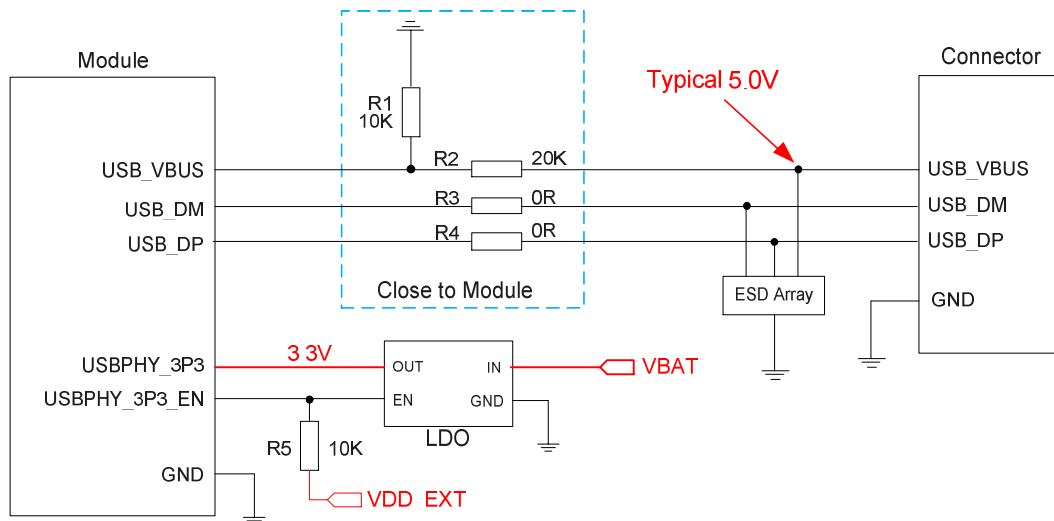 Module
Connector
Typical 5.0V
R1
10K
USB_VBUS
R2
20K
USB_VBUS
USB_DM
R3
0R
USB_DM
USB_DP
R4
0R
USB_DP
Close to Module
ESD Array
GND
USBPHY_3P3
3 3V
OUT
IN
VBAT
USBPHY_3P3_EN
EN
GND
LDO
R5
10K
GND
VDD EXT